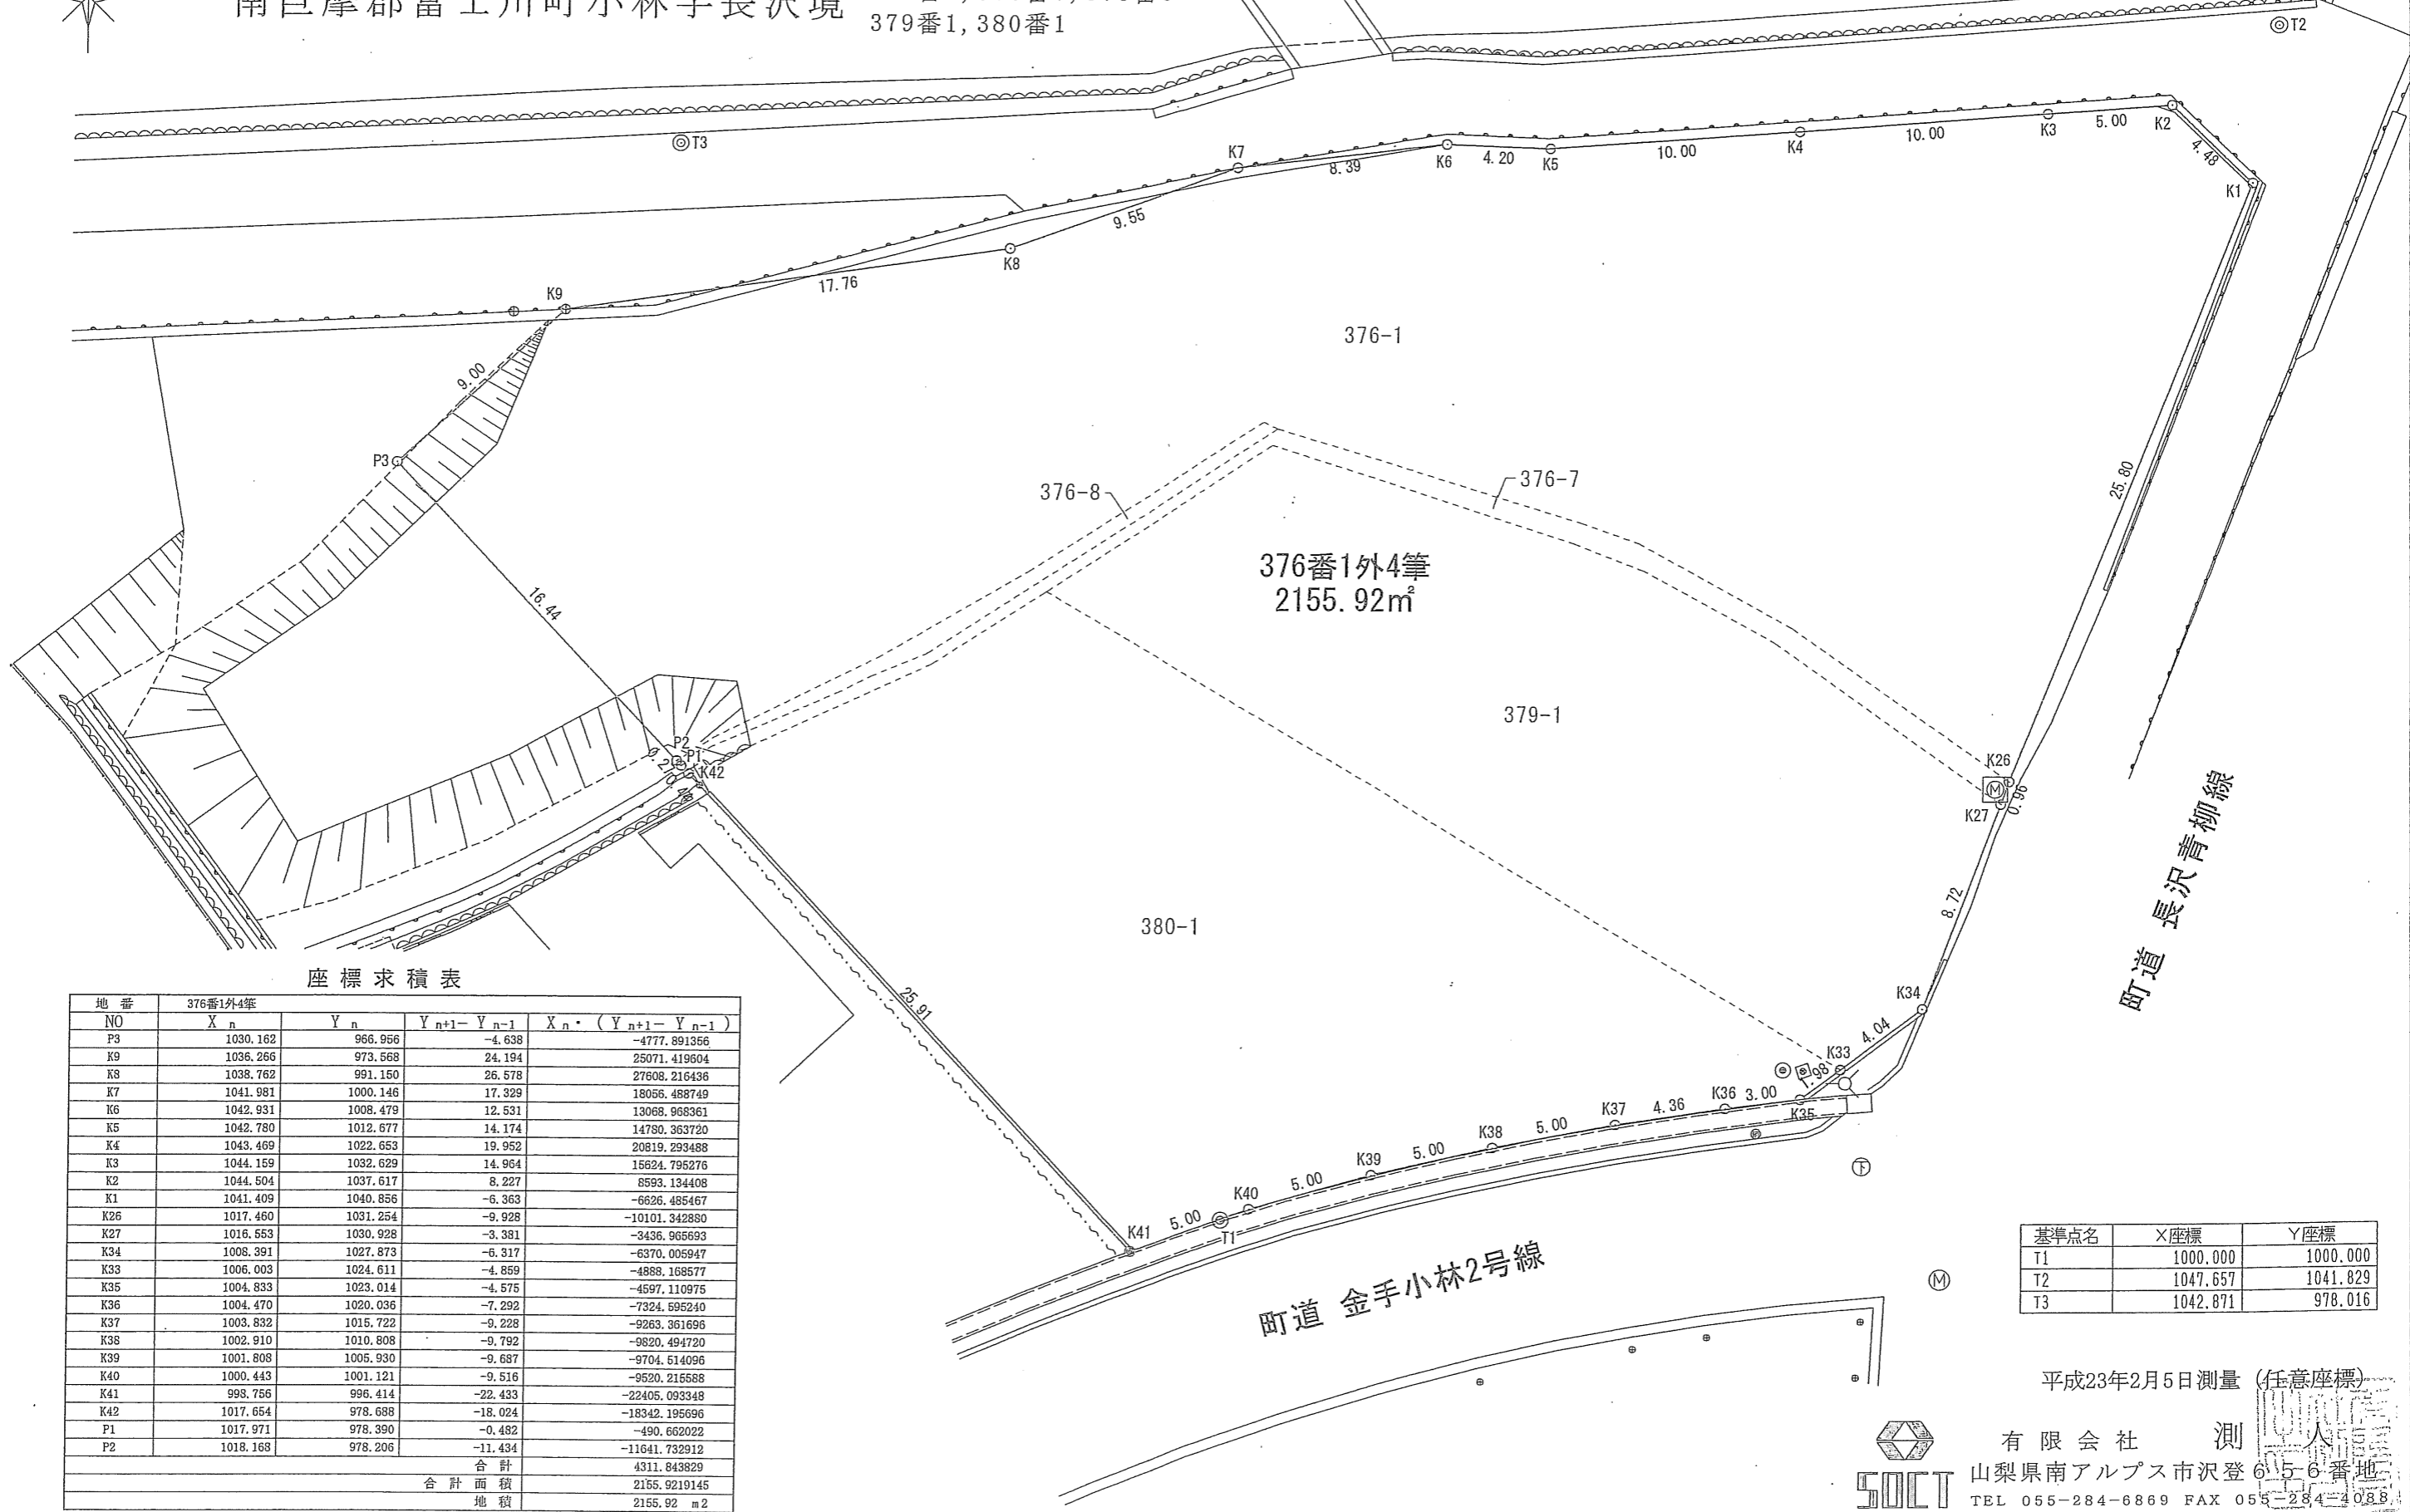 南巨摩郡富士川町小林字長沢境
379番1, 380番1
T2
T3
K7
8.39
K6
4.20
K5
10.00
K4
10.00
K3
5.00
K2
4.48
K1
9.55
K8
17.76
K9
9.00
P3
16.44
376-1
376-8
376-7
376番1外4筆
2155.92㎡
25.80
379-1
P2
P1
K42
K26
0.96
K27
8.72
町道 長沢青柳線
380-1
25.91
K34
4.04
K33
1.98
K35
3.00
K36
4.36
K37
5.00
K38
5.00
K39
5.00
K40
5.00
T1
K41
町道 金手小林2号線
座標求積表
地番 376番1外4筆
NO X n Y n Y n+1－Y n-1 X n・(Y n+1－Y n-1)
P3 1030.162 966.956 -4.638 -4777.891356
K9 1036.266 973.568 24.194 25071.419604
K8 1038.762 991.150 26.578 27608.216436
K7 1041.981 1000.146 17.329 18056.488749
K6 1042.931 1008.479 12.531 13068.968361
K5 1042.780 1012.677 14.174 14780.363720
K4 1043.469 1022.653 19.952 20819.293488
K3 1044.159 1032.629 14.964 15624.795276
K2 1044.504 1037.617 8.227 8593.134408
K1 1041.409 1040.856 -6.363 -6626.485467
K26 1017.460 1031.254 -9.928 -10101.342880
K27 1016.553 1030.928 -3.381 -3436.965693
K34 1008.391 1027.873 -6.317 -6370.005947
K33 1006.003 1024.611 -4.859 -4888.168577
K35 1004.833 1023.014 -4.575 -4597.110975
K36 1004.470 1020.036 -7.292 -7324.595240
K37 1003.832 1015.722 -9.228 -9263.361696
K38 1002.910 1010.808 -9.792 -9820.494720
K39 1001.808 1005.930 -9.687 -9704.514096
K40 1000.443 1001.121 -9.516 -9520.215588
K41 998.756 996.414 -22.433 -22405.093348
K42 1017.654 978.688 -18.024 -18342.195696
P1 1017.971 978.390 -0.482 -490.662022
P2 1018.168 978.206 -11.434 -11641.732912
合計 4311.843829
合計面積 2155.9219145
地積 2155.92 m2
Ⓜ
下
Ⓜ
基準点名 X座標 Y座標
T1 1000.000 1000.000
T2 1047.657 1041.829
T3 1042.871 978.016
平成23年2月5日測量 (任意座標)
有限会社 測人
SOCT 山梨県南アルプス市沢登656番地
TEL 055-284-6869 FAX 055-284-4088